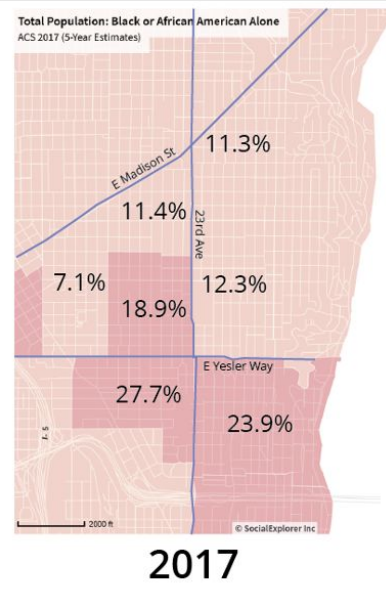 Total Population: Black or African American Alone
ACS 2017 (5-Year Estimates)
11.3%
E Madison St
11.4%
23rd Ave
7.1%
12.3%
18.9%
E Yesler Way
27.7%
23.9%
I- 5
2000 ft
© SocialExplorer Inc
2017